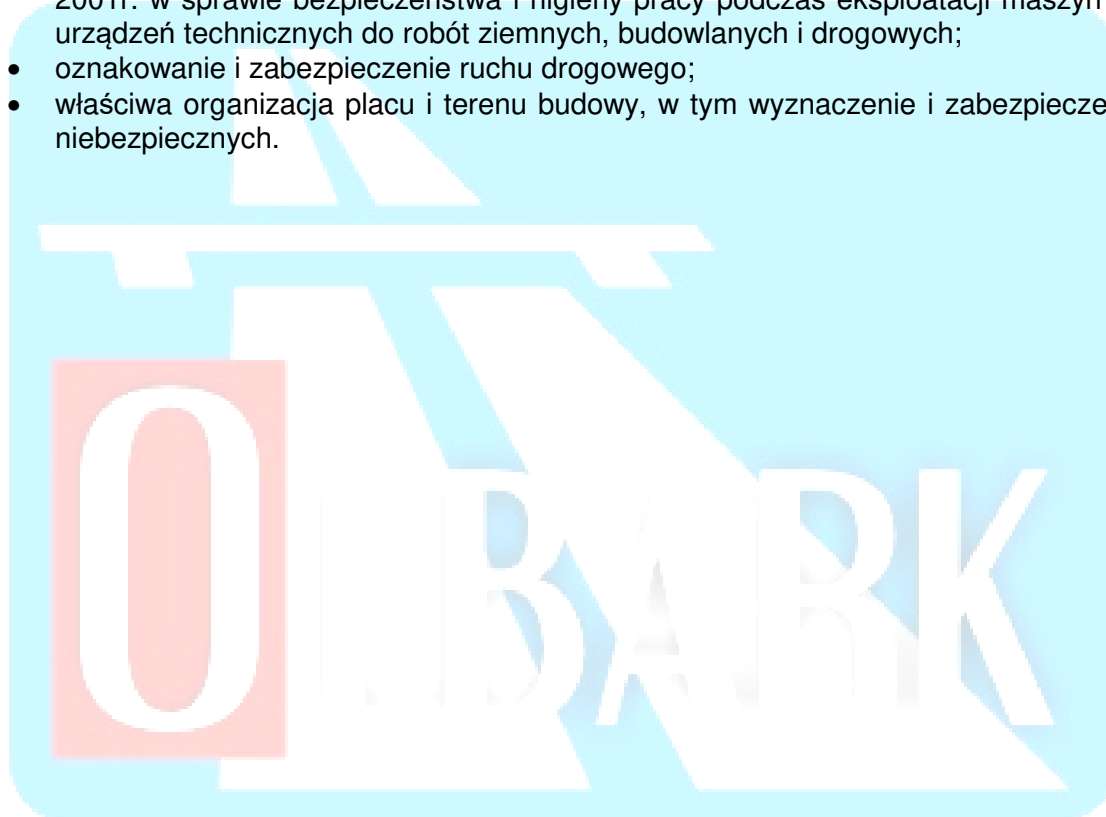 2001r. w sprawie bezpieczeństwa i higieny pracy podczas eksploatacji maszyn
urządzeń technicznych do robót ziemnych, budowlanych i drogowych;
• oznakowanie i zabezpieczenie ruchu drogowego;
• właściwa organizacja placu i terenu budowy, w tym wyznaczenie i zabezpiecze
niebezpiecznych.
OLBARK